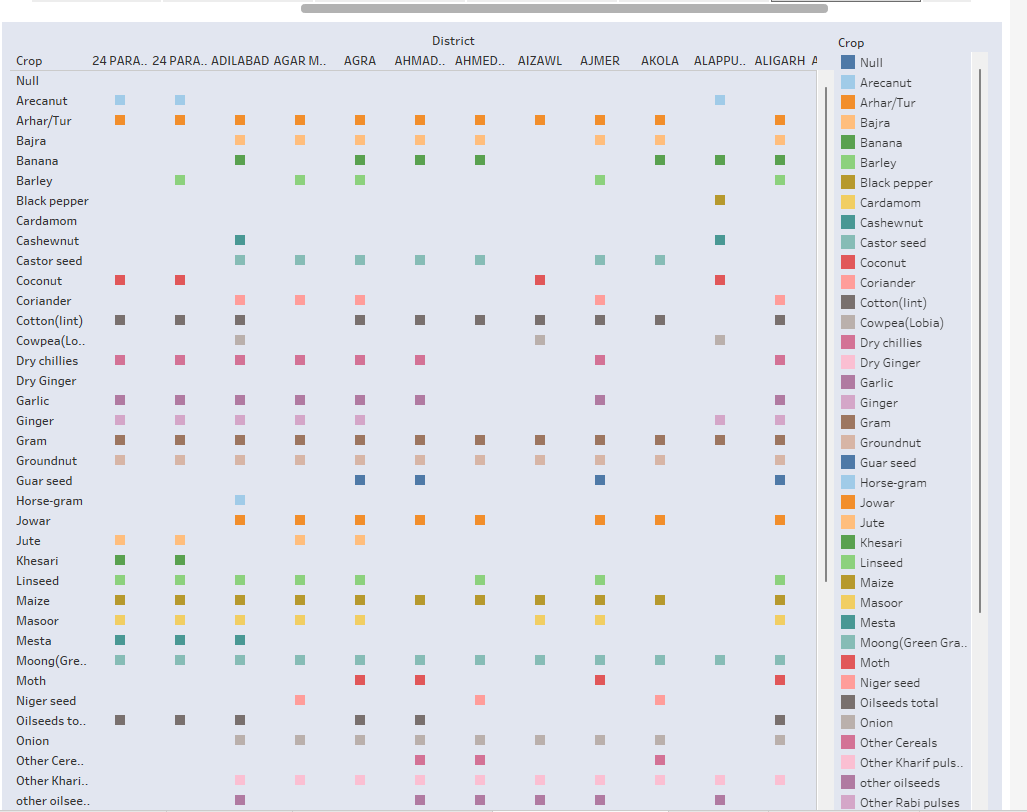 District
Crop 24 PARA.. 24 PARA.. ADILABAD AGAR M.. AGRA AHMAD.. AHMED.. AIZAWL AJMER AKOLA ALAPPU.. ALIGARH A
Null
Arecanut
Arhar/Tur
Bajra
Banana
Barley
Black pepper
Cardamom
Cashewnut
Castor seed
Coconut
Coriander
Cotton(lint)
Cowpea(Lo..
Dry chillies
Dry Ginger
Garlic
Ginger
Gram
Groundnut
Guar seed
Horse-gram
Jowar
Jute
Khesari
Linseed
Maize
Masoor
Mesta
Moong(Gre..
Moth
Niger seed
Oilseeds to..
Onion
Other Cere..
Other Khari..
other oilsee..
Crop
Null
Arecanut
Arhar/Tur
Bajra
Banana
Barley
Black pepper
Cardamom
Cashewnut
Castor seed
Coconut
Coriander
Cotton(lint)
Cowpea(Lobia)
Dry chillies
Dry Ginger
Garlic
Ginger
Gram
Groundnut
Guar seed
Horse-gram
Jowar
Jute
Khesari
Linseed
Maize
Masoor
Mesta
Moong(Green Gra..
Moth
Niger seed
Oilseeds total
Onion
Other Cereals
Other Kharif puls..
other oilseeds
Other Rabi pulses